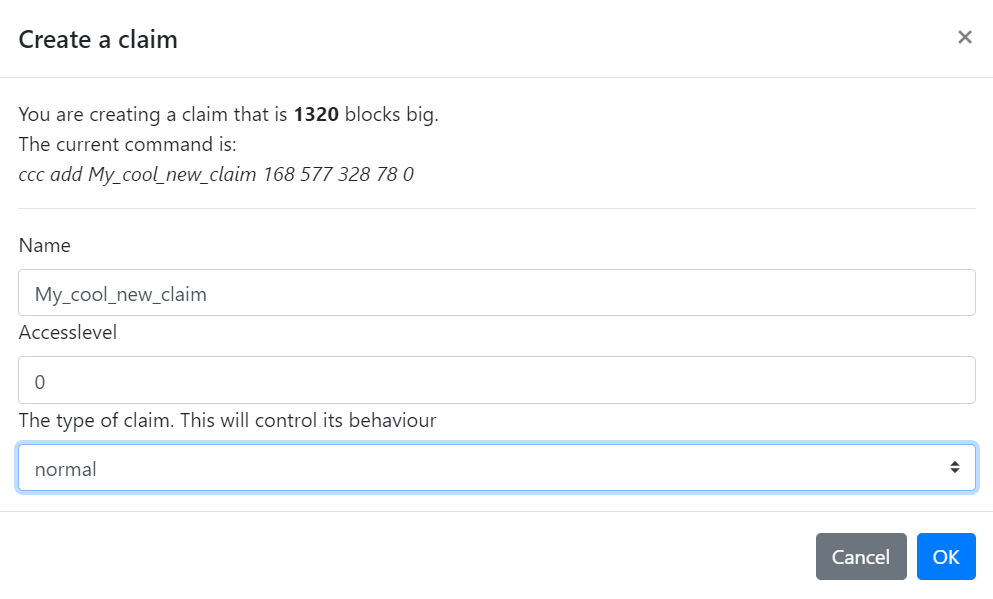 Create a claim
×
You are creating a claim that is 1320 blocks big.
The current command is:
ccc add My_cool_new_claim 168 577 328 78 0
Name
My_cool_new_claim
Accesslevel
0
The type of claim. This will control its behaviour
normal
Cancel OK